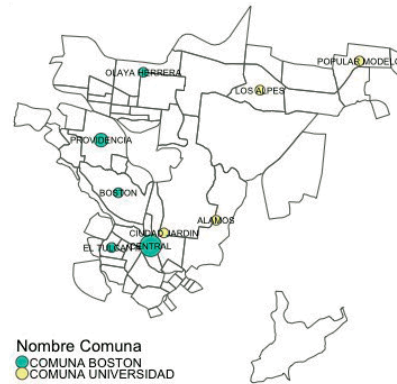 POPULAR MODELO
OLAYA HERRERA
LOS ALPES
PROVIDENCIA
BOSTON
ALAMOS
CIUDAD JARDIN
EL TULCAN
CENTRAL
Nombre Comuna
COMUNA BOSTON
COMUNA UNIVERSIDAD